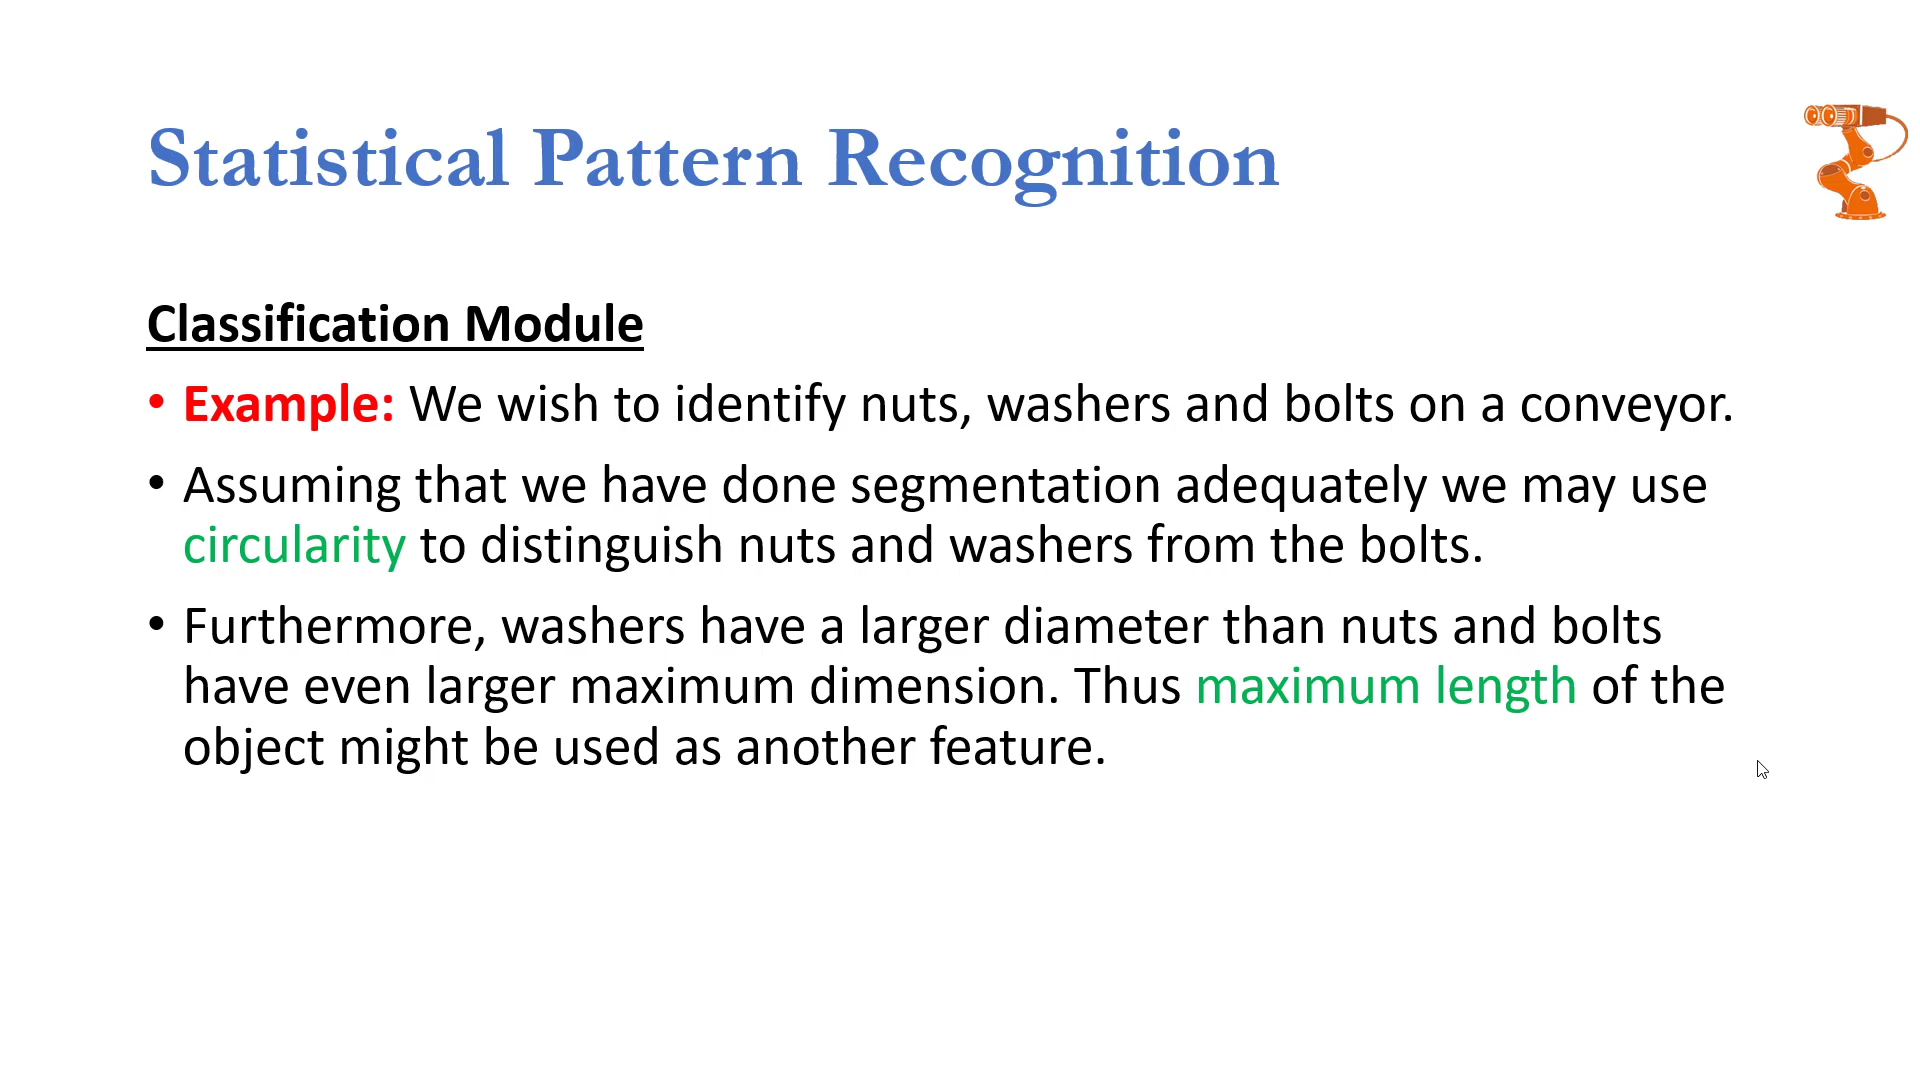 Statistical Pattern Recognition
Classification Module
• Example: We wish to identify nuts, washers and bolts on a conveyor.
• Assuming that we have done segmentation adequately we may use
circularity to distinguish nuts and washers from the bolts.
• Furthermore, washers have a larger diameter than nuts and bolts
have even larger maximum dimension. Thus maximum length of the
object might be used as another feature.